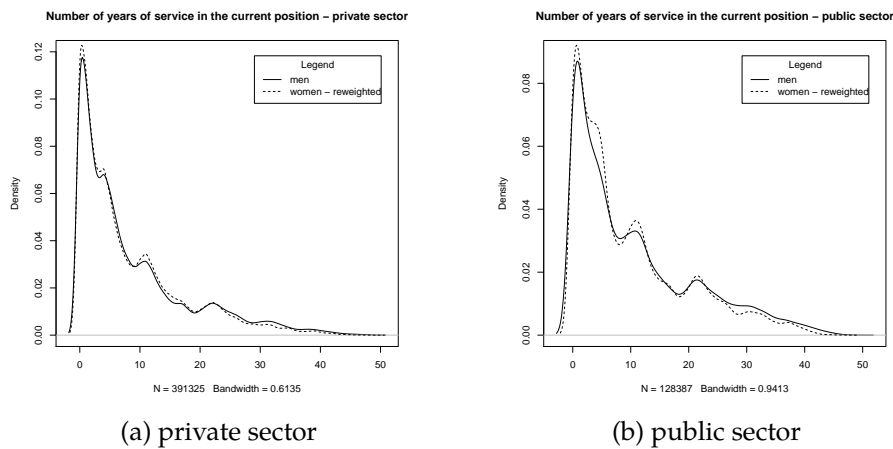 Number of years of service in the current position – private sector
Density
0.00 0.02 0.04 0.06 0.08 0.10 0.12
Legend
men
women – reweighted
0 10 20 30 40 50
N = 391325 Bandwidth = 0.6135
(a) private sector
Number of years of service in the current position – public sector
Density
0.00 0.02 0.04 0.06 0.08
Legend
men
women – reweighted
0 10 20 30 40 50
N = 128387 Bandwidth = 0.9413
(b) public sector